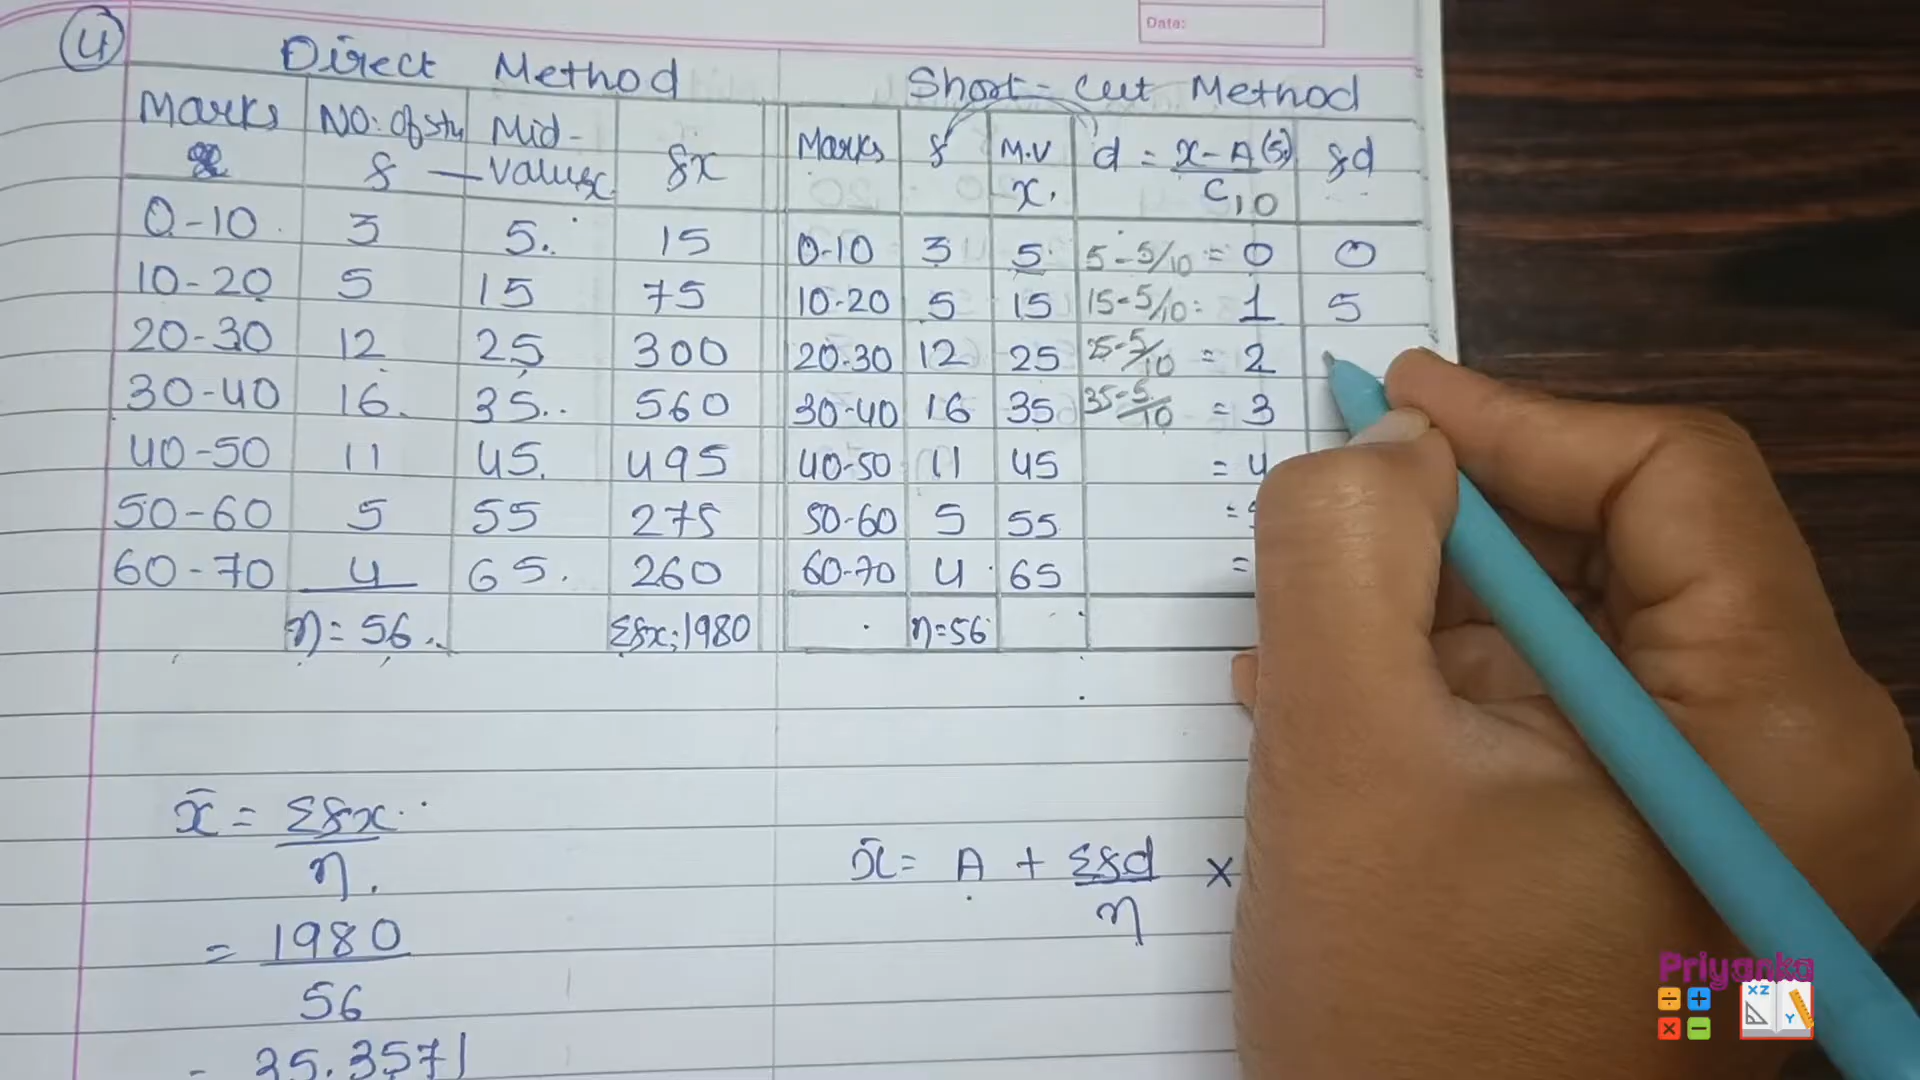 Date:
4
Direct Method
Short-cut Method
Marks x No: Of stu f Mid-values x fx
Marks f M.V x. d = x-A(5)/C,10 fd
0-10 3 5. 15
0-10 3 5 5-5/10 = 0 0
10-20 5 15 75
10-20 5 15 15-5/10 = 1 5
20-30 12 25 300
20-30 12 25 25-5/10 = 2
30-40 16. 35.. 560
30-40 16 35 35-5/10 = 3
40-50 11 45. 495
40-50 11 45 = 4
50-60 5 55 275
50-60 5 55 =
60-70 4 65. 260
60-70 4 65 =
n = 56 Σfx:1980
n=56
x̄ = Σfx/n
x̄ = A + Σfd/n ×
= 1980/56
= 35.3571
Priyanka
XZ
Y